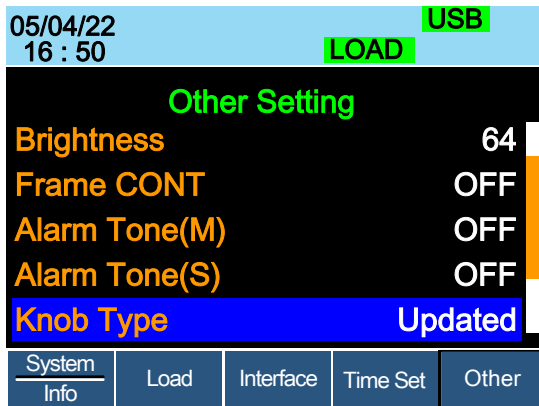 05/04/22 USB
16 : 50 LOAD
Other Setting
Brightness 64
Frame CONT OFF
Alarm Tone(M) OFF
Alarm Tone(S) OFF
Knob Type Updated
System Info Load Interface Time Set Other